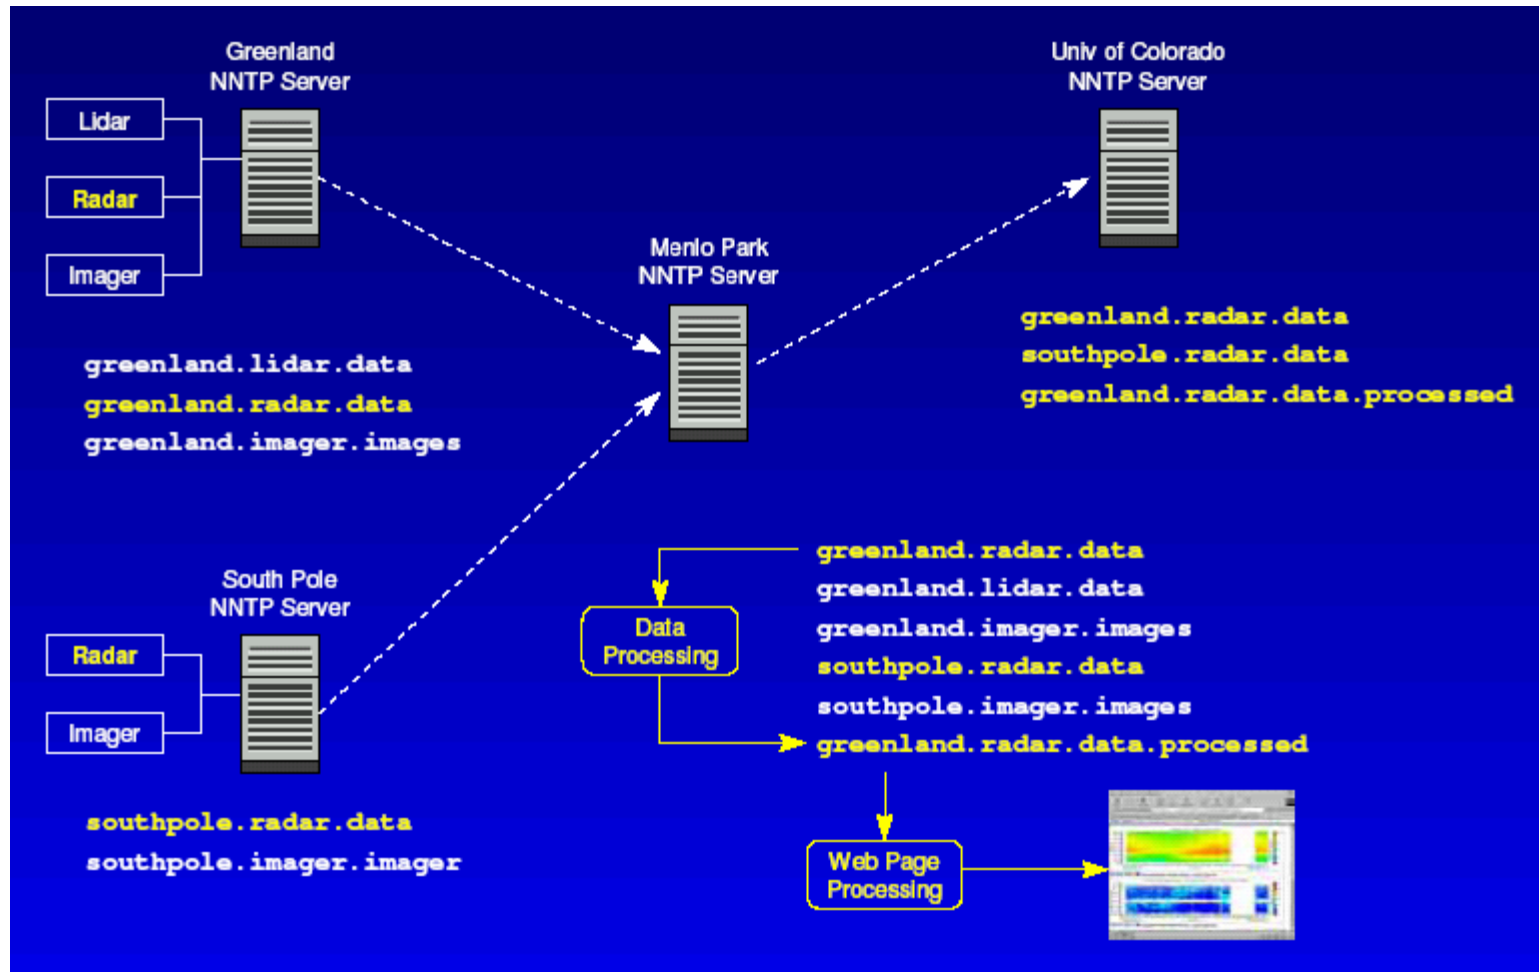 Greenland
NNTP Server
Univ of Colorado
NNTP Server
Lidar
Radar
Imager
Menlo Park
NNTP Server
greenland.lidar.data
greenland.radar.data
greenland.imager.images
greenland.radar.data
southpole.radar.data
greenland.radar.data.processed
South Pole
NNTP Server
Radar
Imager
southpole.radar.data
southpole.imager.imager
greenland.radar.data
greenland.lidar.data
greenland.imager.images
southpole.radar.data
southpole.imager.images
greenland.radar.data.processed
Data
Processing
Web Page
Processing